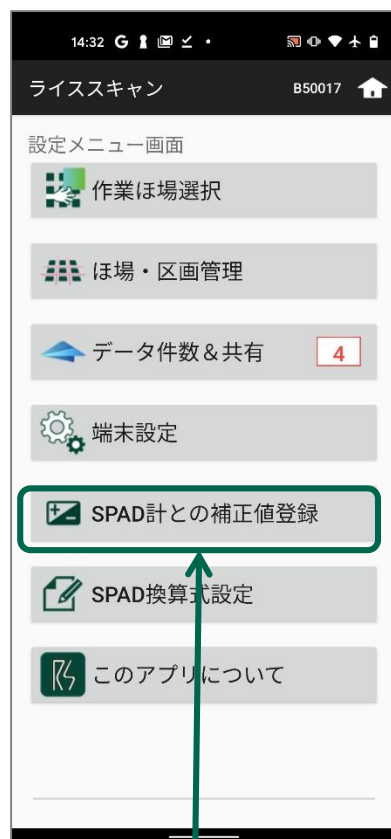 14:32 G
ライススキャン B50017
設定メニュー画面
作業ほ場選択
ほ場・区画管理
データ件数＆共有 4
端末設定
SPAD計との補正値登録
SPAD換算式設定
RS このアプリについて